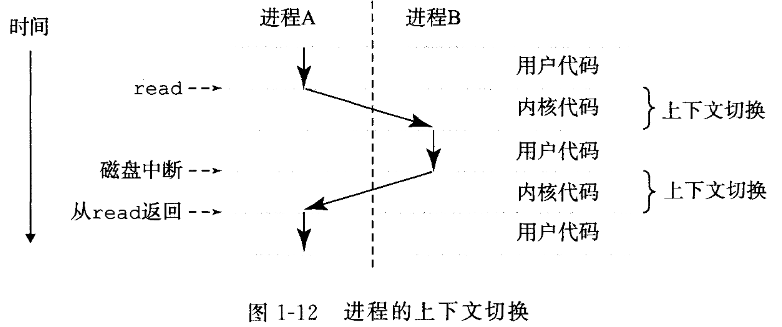 时间
进程A 进程B
用户代码
read
内核代码 上下文切换
用户代码
磁盘中断
内核代码 上下文切换
从read返回
用户代码
图 1-12 进程的上下文切换